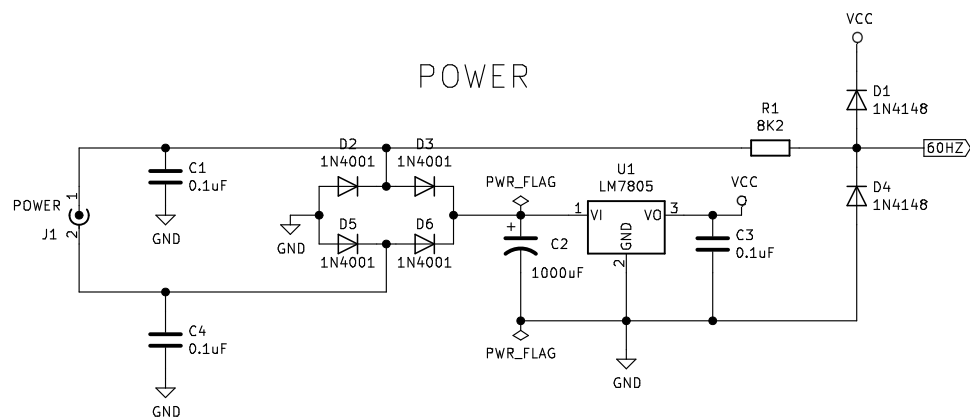 POWER
VCC
D1
1N4148
R1
8K2
60HZ
D2
1N4001
D3
1N4001
C1
0.1uF
GND
POWER
J1
1
2
GND
D5
1N4001
D6
1N4001
PWR_FLAG
+
C2
1000uF
U1
LM7805
1
VI
VO
3
GND
2
VCC
C3
0.1uF
D4
1N4148
C4
0.1uF
GND
PWR_FLAG
GND